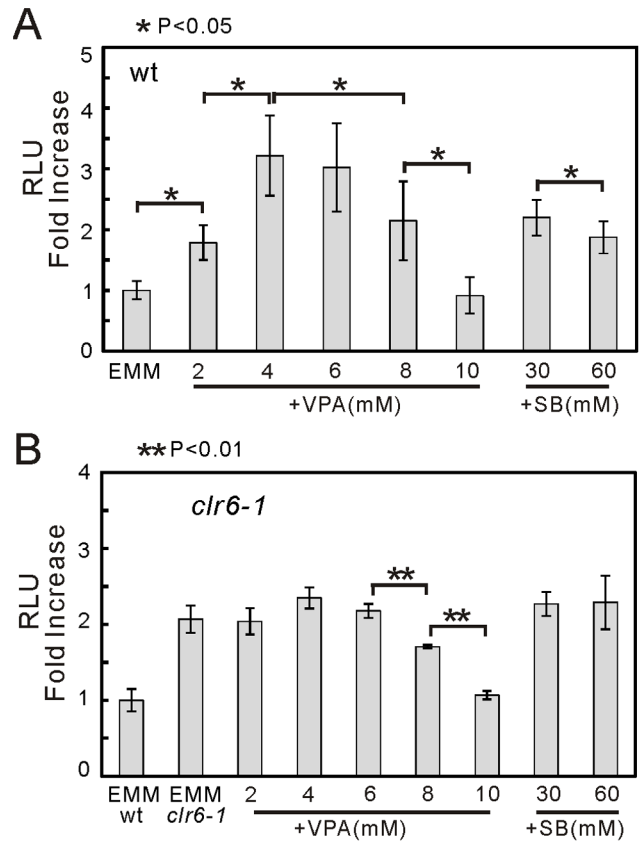 A
* P<0.05
wt
RLU
Fold Increase
5
4
3
2
1
0
* * * * *
EMM 2 4 6 8 10 30 60
+VPA(mM) +SB(mM)
B
** P<0.01
clr6-1
RLU
Fold Increase
4
3
2
1
0
** **
EMM EMM 2 4 6 8 10 30 60
wt clr6-1
+VPA(mM) +SB(mM)